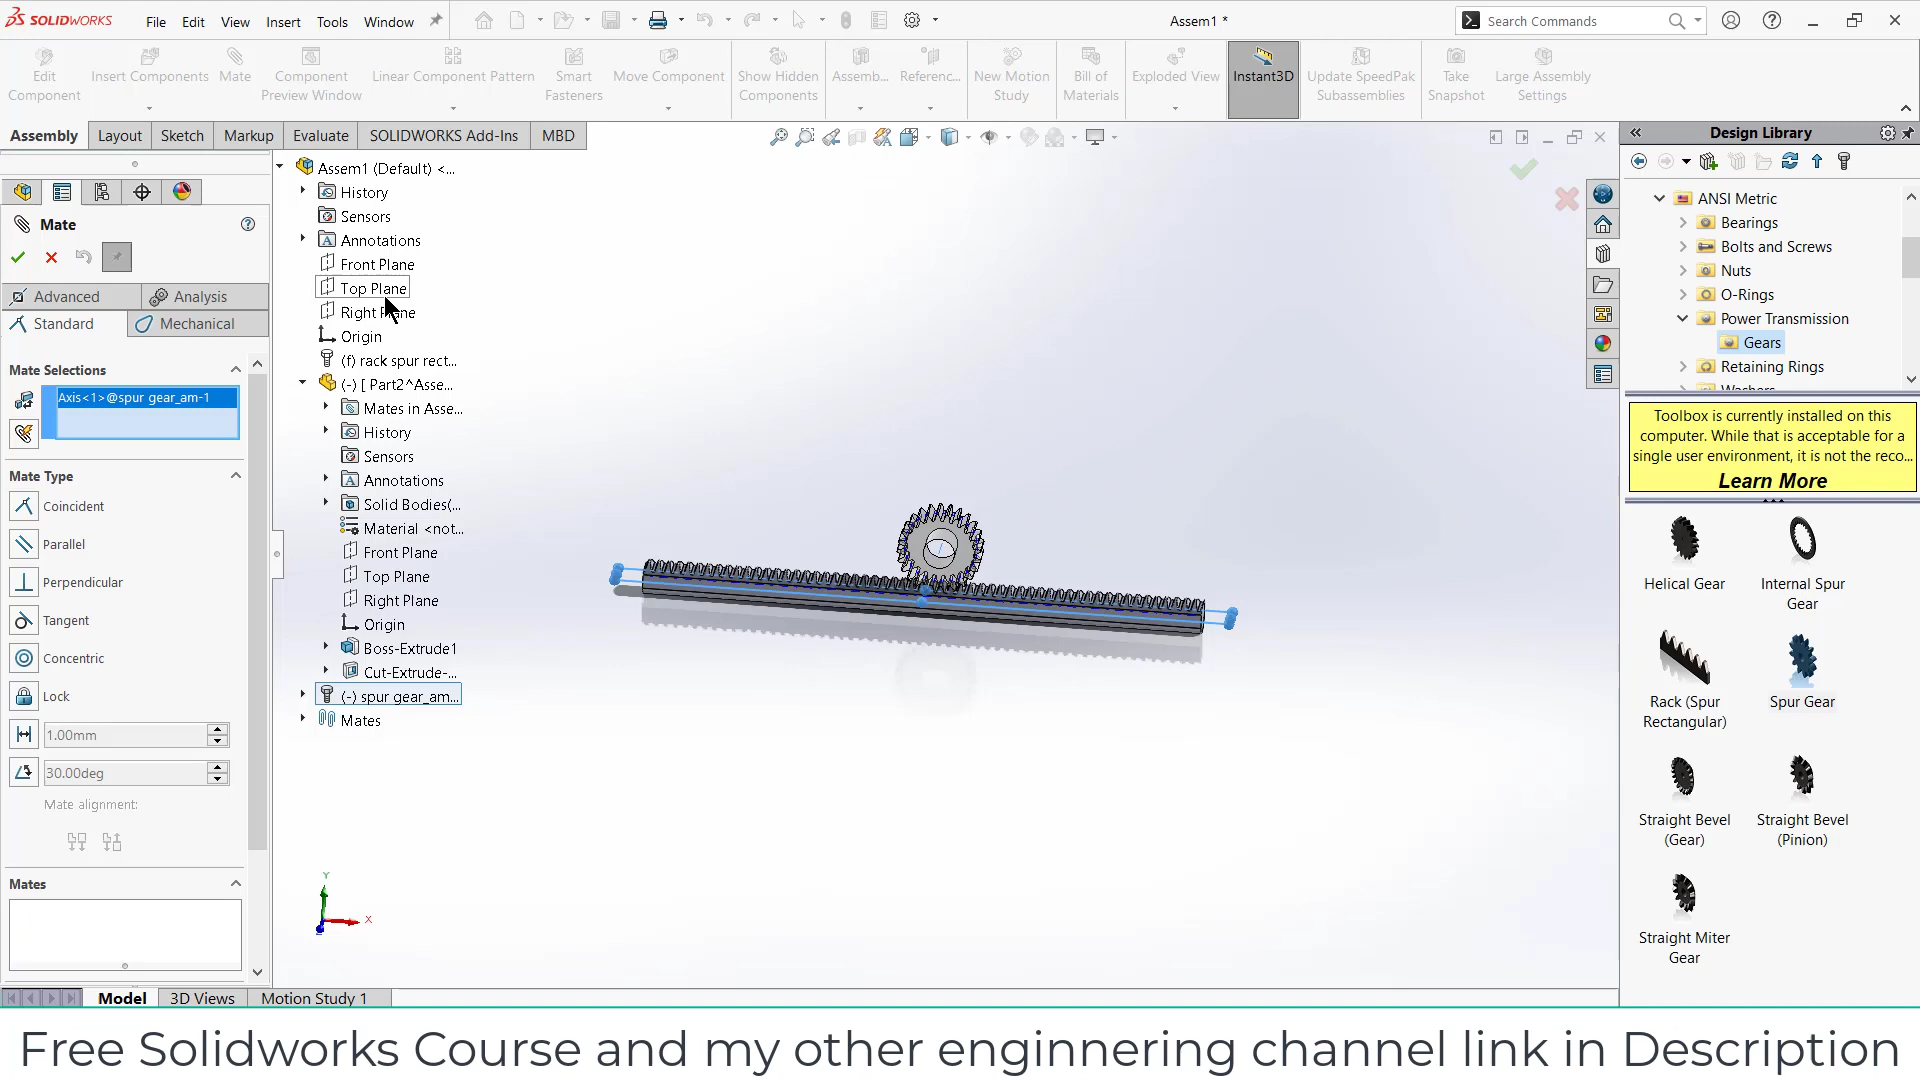 SOLIDWORKS File Edit View Insert Tools Window Assem1 * Search Commands
Edit Component
Insert Components
Mate
Component Preview Window
Linear Component Pattern
Smart Fasteners
Move Component
Show Hidden Components
Assemb...
Referenc...
New Motion Study
Bill of Materials
Exploded View
Instant3D
Update SpeedPak Subassemblies
Take Snapshot
Large Assembly Settings
Assembly Layout Sketch Markup Evaluate SOLIDWORKS Add-Ins MBD
Mate
Advanced Analysis
Standard Mechanical
Mate Selections
Axis<1>@spur gear_am-1
Mate Type
Coincident
Parallel
Perpendicular
Tangent
Concentric
Lock
1.00mm
30.00deg
Mate alignment:
Mates
Assem1 (Default) <...
History
Sensors
Annotations
Front Plane
Top Plane
Right Plane
Origin
(f) rack spur rect...
(-) [ Part2^Asse...
Mates in Asse...
History
Sensors
Annotations
Solid Bodies(...
Material <not...
Front Plane
Top Plane
Right Plane
Origin
Boss-Extrude1
Cut-Extrude-...
(-) spur gear_am...
Mates
Y
X
Design Library
ANSI Metric
Bearings
Bolts and Screws
Nuts
O-Rings
Power Transmission
Gears
Retaining Rings
Toolbox is currently installed on this
computer. While that is acceptable for a
single user environment, it is not the reco...
Learn More
Helical Gear
Internal Spur Gear
Rack (Spur Rectangular)
Spur Gear
Straight Bevel (Gear)
Straight Bevel (Pinion)
Straight Miter Gear
Model 3D Views Motion Study 1
Free Solidworks Course and my other enginnering channel link in Description